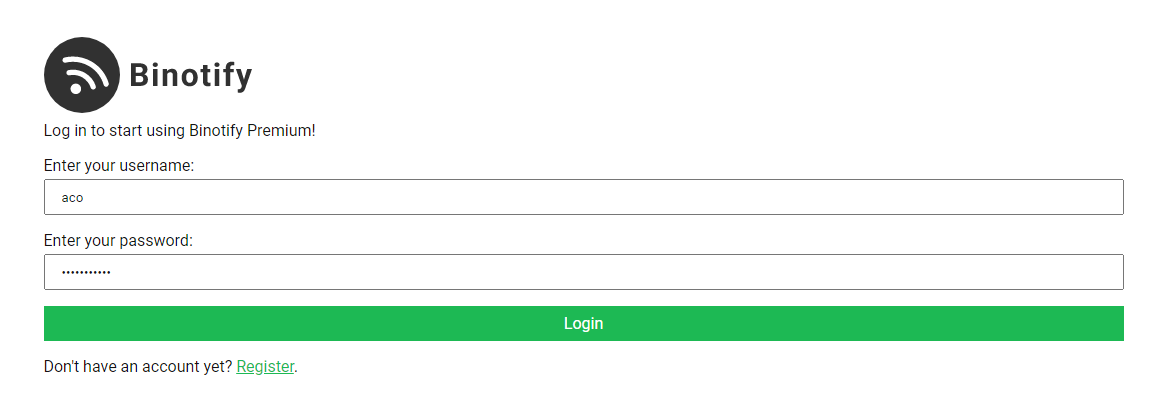 Binotify
Log in to start using Binotify Premium!
Enter your username:
aco
Enter your password:
•••••••••••
Login
Don't have an account yet? Register.